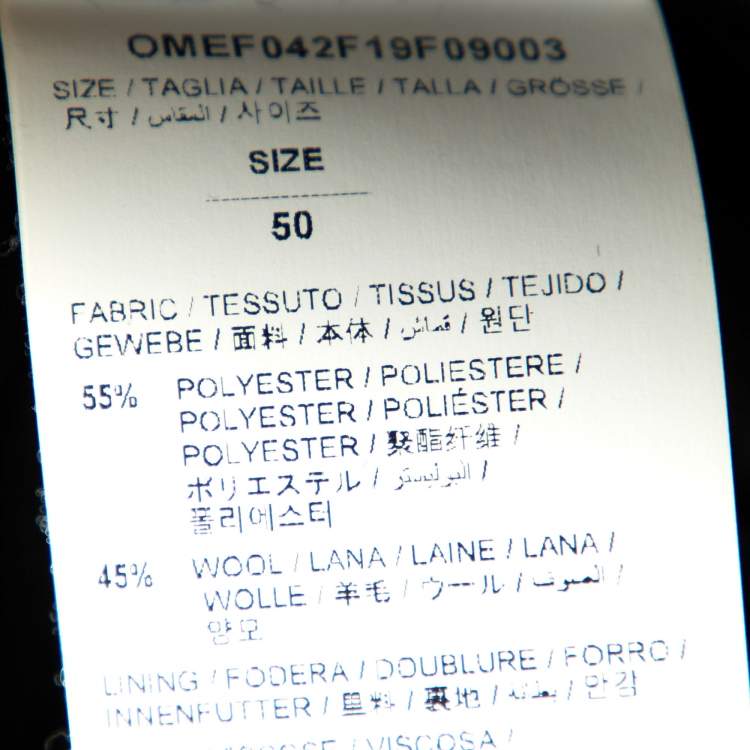 OMEF042F19F09003
SIZE / TAGLIA / TAILLE / TALLA / GRÖSSE /
尺寸 / المقاس / 사이즈
SIZE
50
FABRIC / TESSUTO / TISSUS / TEJIDO /
GEWEBE / 面料 / 本体 / قماش / 원단
55% POLYESTER / POLIESTERE /
POLYESTER / POLIÉSTER /
POLYESTER / 聚酯纤维 /
ポリエステル / البوليستر /
폴리에스터
45% WOOL / LANA / LAINE / LANA /
WOLLE / 羊毛 / ウール / الصوف /
양모
LINING / FODERA / DOUBLURE / FORRO /
INNENFUTTER / 里料 / 裏地 / بطانة / 안감
/ VISCOSA /